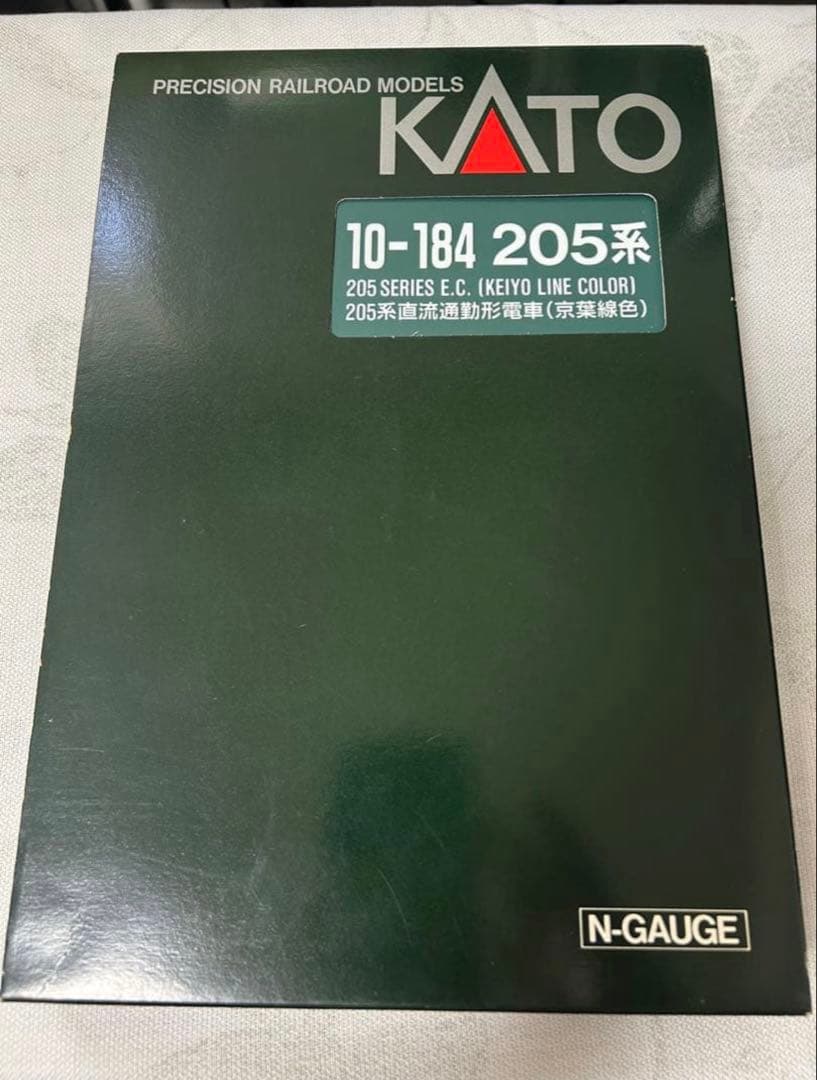 PRECISION RAILROAD MODELS
KATO
10-184 205系
205 SERIES E.C. (KEIYO LINE COLOR)
205系直流通勤形電車(京葉線色)
N-GAUGE